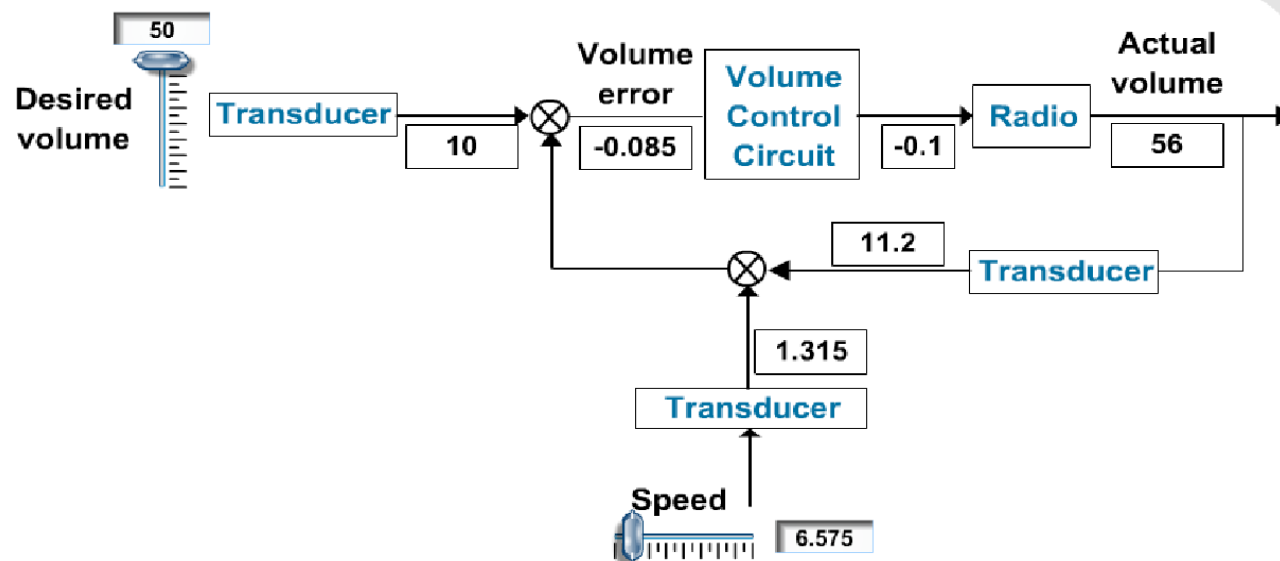 50
Desired
volume
Transducer
10
Volume
error
-0.085
Volume
Control
Circuit
-0.1
Radio
Actual
volume
56
11.2
Transducer
1.315
Transducer
Speed
6.575